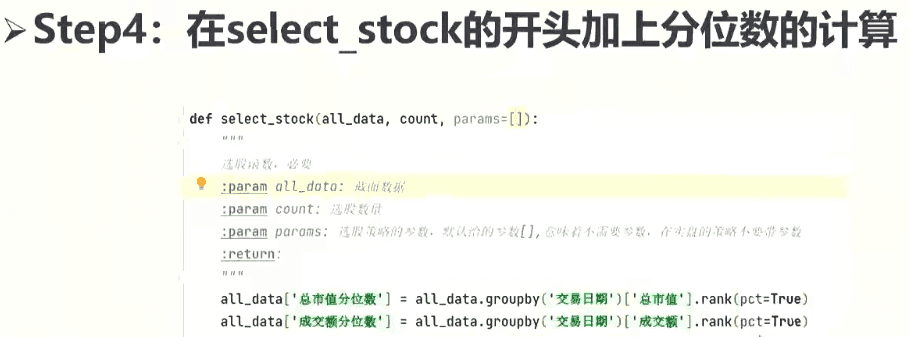 ➢Step4：在select_stock的开头加上分位数的计算
def select_stock(all_data, count, params=[]):
"""
选股函数，必要
:param all_data: 截面数据
:param count: 选股数量
:param params: 选股策略的参数，默认给的参数[],意味着不需要参数，在实盘的策略不要带参数
:return:
"""
all_data['总市值分位数'] = all_data.groupby('交易日期')['总市值'].rank(pct=True)
all_data['成交额分位数'] = all_data.groupby('交易日期')['成交额'].rank(pct=True)